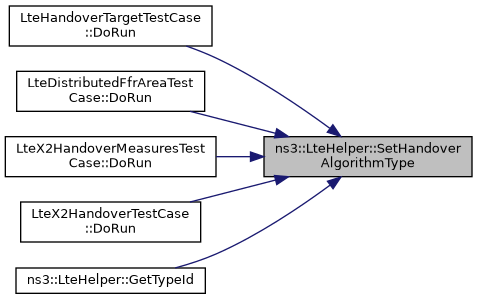 LteHandoverTargetTestCase
::DoRun
LteDistributedFfrAreaTest
Case::DoRun
LteX2HandoverMeasuresTest
Case::DoRun
LteX2HandoverTestCase
::DoRun
ns3::LteHelper::GetTypeId
ns3::LteHelper::SetHandover
AlgorithmType